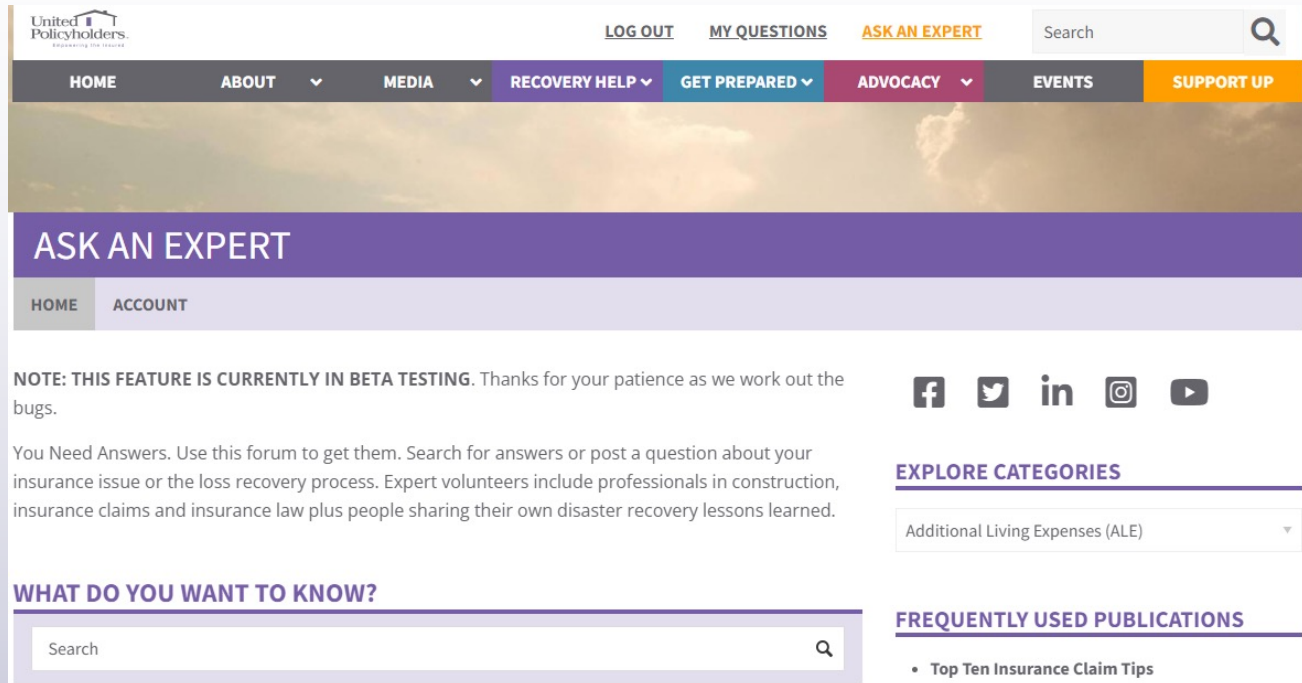 United
Policyholders.
Empowering the Insured
LOG OUT MY QUESTIONS ASK AN EXPERT Search
HOME ABOUT MEDIA RECOVERY HELP GET PREPARED ADVOCACY EVENTS SUPPORT UP
ASK AN EXPERT
HOME ACCOUNT
NOTE: THIS FEATURE IS CURRENTLY IN BETA TESTING. Thanks for your patience as we work out the
bugs.
You Need Answers. Use this forum to get them. Search for answers or post a question about your
insurance issue or the loss recovery process. Expert volunteers include professionals in construction,
insurance claims and insurance law plus people sharing their own disaster recovery lessons learned.
WHAT DO YOU WANT TO KNOW?
Search
EXPLORE CATEGORIES
Additional Living Expenses (ALE)
FREQUENTLY USED PUBLICATIONS
• Top Ten Insurance Claim Tips